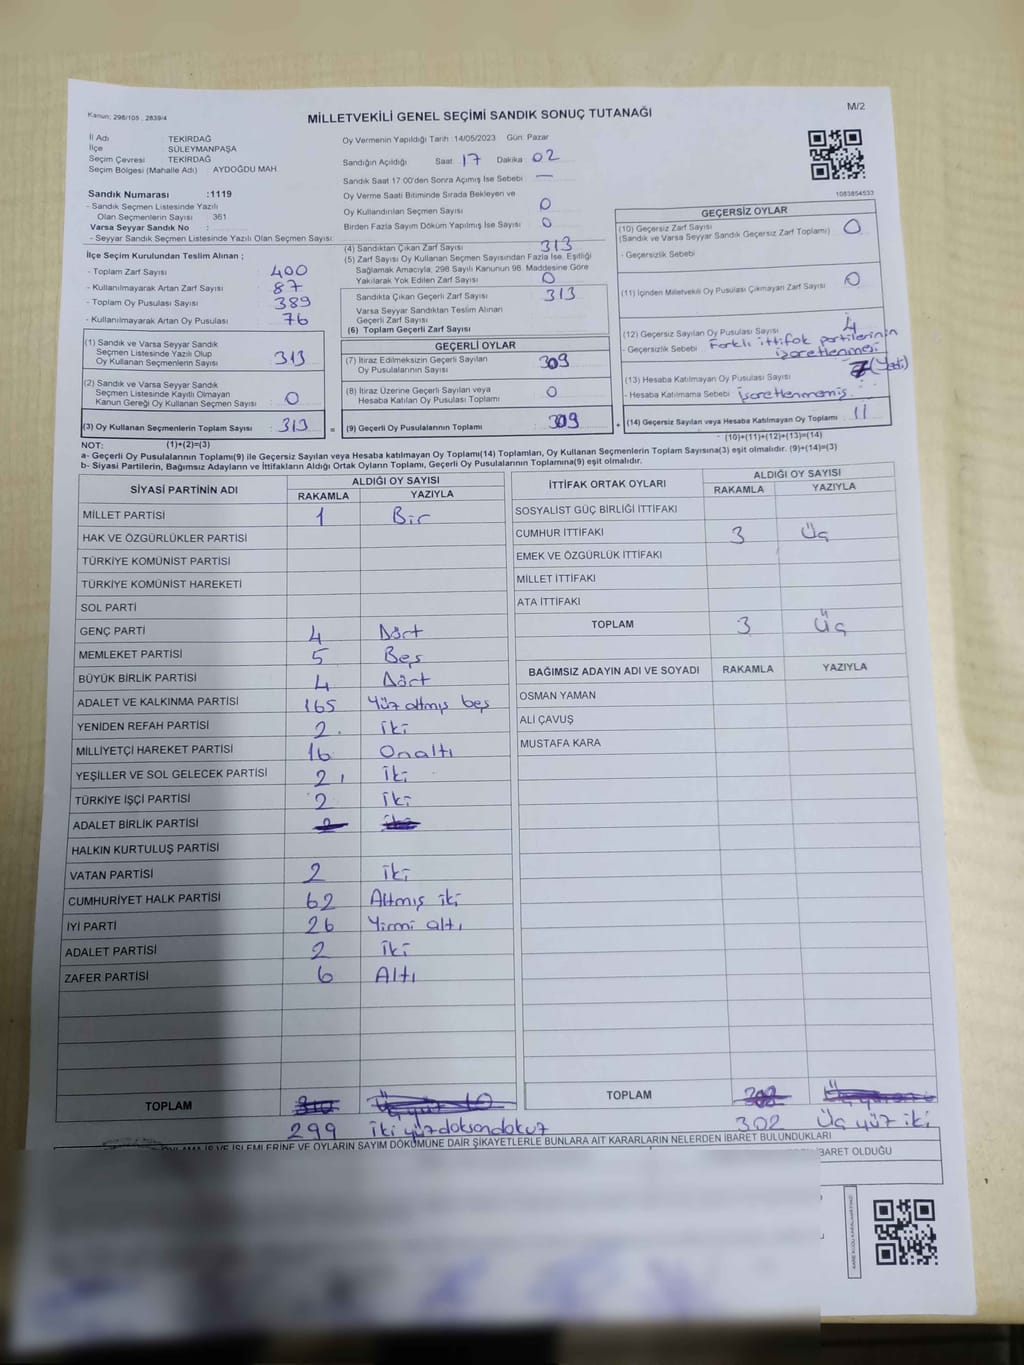 Kanun; 298/105 , 2839/4
MİLLETVEKİLİ GENEL SEÇİMİ SANDIK SONUÇ TUTANAĞI
M/2
İl Adı : TEKİRDAĞ
İlçe : SÜLEYMANPAŞA
Seçim Çevresi : TEKİRDAĞ
Seçim Bölgesi (Mahalle Adı) AYDOĞDU MAH.
Sandık Numarası :1119
- Sandık Seçmen Listesinde Yazılı
Olan Seçmenlerin Sayısı : 361
Varsa Seyyar Sandık No :
- Seyyar Sandık Seçmen Listesinde Yazılı Olan Seçmen Sayısı:
İlçe Seçim Kurulundan Teslim Alınan ;
- Toplam Zarf Sayısı : 400
- Kullanılmayarak Artan Zarf Sayısı : 87
- Toplam Oy Pusulası Sayısı : 389
- Kullanılmayarak Artan Oy Pusulası : 76
(1) Sandık ve Varsa Seyyar Sandık
Seçmen Listesinde Yazılı Olup
Oy Kullanan Seçmenlerin Sayısı : 313
(2) Sandık ve Varsa Seyyar Sandık
Seçmen Listesinde Kayıtlı Olmayan
Kanun Gereği Oy Kullanan Seçmen Sayısı : 0
(3) Oy Kullanan Seçmenlerin Toplam Sayısı : 313 =
(1)+(2)=(3)
Oy Vermenin Yapıldığı Tarih :14/05/2023 Gün: Pazar
Sandığın Açıldığı Saat: 17 Dakika: 02
Sandık Saat 17:00'den Sonra Açımış İse Sebebi : —
Oy Verme Saati Bitiminde Sırada Bekleyen ve
Oy Kullandırılan Seçmen Sayısı : 0
Birden Fazla Sayım Döküm Yapılmış İse Sayısı : 0
(4) Sandıktan Çıkan Zarf Sayısı : 313
(5) Zarf Sayısı Oy Kullanan Seçmen Sayısından Fazla İse, Eşitliği
Sağlamak Amacıyla, 298 Sayılı Kanunun 98. Maddesine Göre
Yakılarak Yok Edilen Zarf Sayısı : 0
Sandıkta Çıkan Geçerli Zarf Sayısı : 313
Varsa Seyyar Sandıktan Teslim Alınan
Geçerli Zarf Sayısı :
(6) Toplam Geçerli Zarf Sayısı :
GEÇERLİ OYLAR
(7) İtiraz Edilmeksizin Geçerli Sayılan
Oy Pusulasının Sayısı : 309
(8) İtiraz Üzerine Geçerli Sayılan veya
Hesaba Katılan Oy Pusulası Toplamı : 0
(9) Geçerli Oy Pusulalarının Toplamı : 309 +
1083854533
GEÇERSİZ OYLAR
(10) Geçersiz Zarf Sayısı : 0
(Sandık ve Varsa Seyyar Sandık Geçersiz Zarf Toplamı)
- Geçersizlik Sebebi :
(11) İçinden Milletvekili Oy Pusulası Çıkmayan Zarf Sayısı : 0
(12) Geçersiz Sayılan Oy Pusulası Sayısı : 4
- Geçersizlik Sebebi : Farklı ittifak partilerinin
işaretlenmesi
(13) Hesaba Katılmayan Oy Pusulası Sayısı : 7 (Yedi)
- Hesaba Katılmama Sebebi : işaretlenmemiş
(14) Geçersiz Sayılan veya Hesaba Katılmayan Oy Toplamı : 11
(10)+(11)+(12)+(13)=(14)
NOT:
a- Geçerli Oy Pusulalarının Toplamı(9) ile Geçersiz Sayılan veya Hesaba katılmayan Oy Toplamı(14) Toplamları, Oy Kullanan Seçmenlerin Toplam Sayısına(3) eşit olmalıdır. (9)+(14)=(3)
b- Siyasi Partilerin, Bağımsız Adayların ve İttifakların Aldığı Ortak Oyların Toplamı, Geçerli Oy Pusulalarının Toplamına(9) eşit olmalıdır.
SİYASİ PARTİNİN ADI ALDIĞI OY SAYISI
RAKAMLA YAZIYLA
MİLLET PARTİSİ 1 Bir
HAK VE ÖZGÜRLÜKLER PARTİSİ
TÜRKİYE KOMÜNİST PARTİSİ
TÜRKİYE KOMÜNİST HAREKETİ
SOL PARTİ
GENÇ PARTİ 4 Dört
MEMLEKET PARTİSİ 5 Beş
BÜYÜK BİRLİK PARTİSİ 4 Dört
ADALET VE KALKINMA PARTİSİ 165 Yüz altmış beş
YENİDEN REFAH PARTİSİ 2 . İki
MİLLİYETÇİ HAREKET PARTİSİ 16 Onaltı
YEŞİLLER VE SOL GELECEK PARTİSİ 2 İki
TÜRKİYE İŞÇİ PARTİSİ 2 İki
ADALET BİRLİK PARTİSİ
HALKIN KURTULUŞ PARTİSİ
VATAN PARTİSİ 2 İki
CUMHURİYET HALK PARTİSİ 62 Altmış iki
İYİ PARTİ 26 Yirmi altı
ADALET PARTİSİ 2 İki
ZAFER PARTİSİ 6 Altı
TOPLAM
299 İki yüz doksandokuz
İTTİFAK ORTAK OYLARI ALDIĞI OY SAYISI
RAKAMLA YAZIYLA
SOSYALİST GÜÇ BİRLİĞİ İTTİFAKI
CUMHUR İTTİFAKI 3 Üç
EMEK VE ÖZGÜRLÜK İTTİFAKI
MİLLET İTTİFAKI
ATA İTTİFAKI
TOPLAM 3 Üç
BAĞIMSIZ ADAYIN ADI VE SOYADI RAKAMLA YAZIYLA
OSMAN YAMAN
ALİ ÇAVUŞ
MUSTAFA KARA
TOPLAM
302 Üç yüz iki
İŞLEMLERİNE VE OYLARIN SAYIM DÖKÜMÜNE DAİR ŞİKAYETLERLE BUNLARA AİT KARARLARIN NELERDEN İBARET BULUNDUKLARI
İBARET OLDUĞU